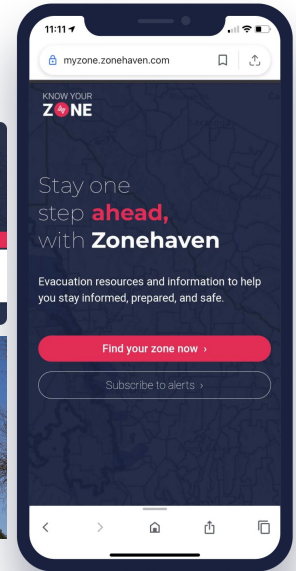 11:11
myzone.zonehaven.com
KNOW YOUR
ZONE
Stay one
step ahead,
with Zonehaven
Evacuation resources and information to help
you stay informed, prepared, and safe.
Find your zone now ›
Subscribe to alerts ›